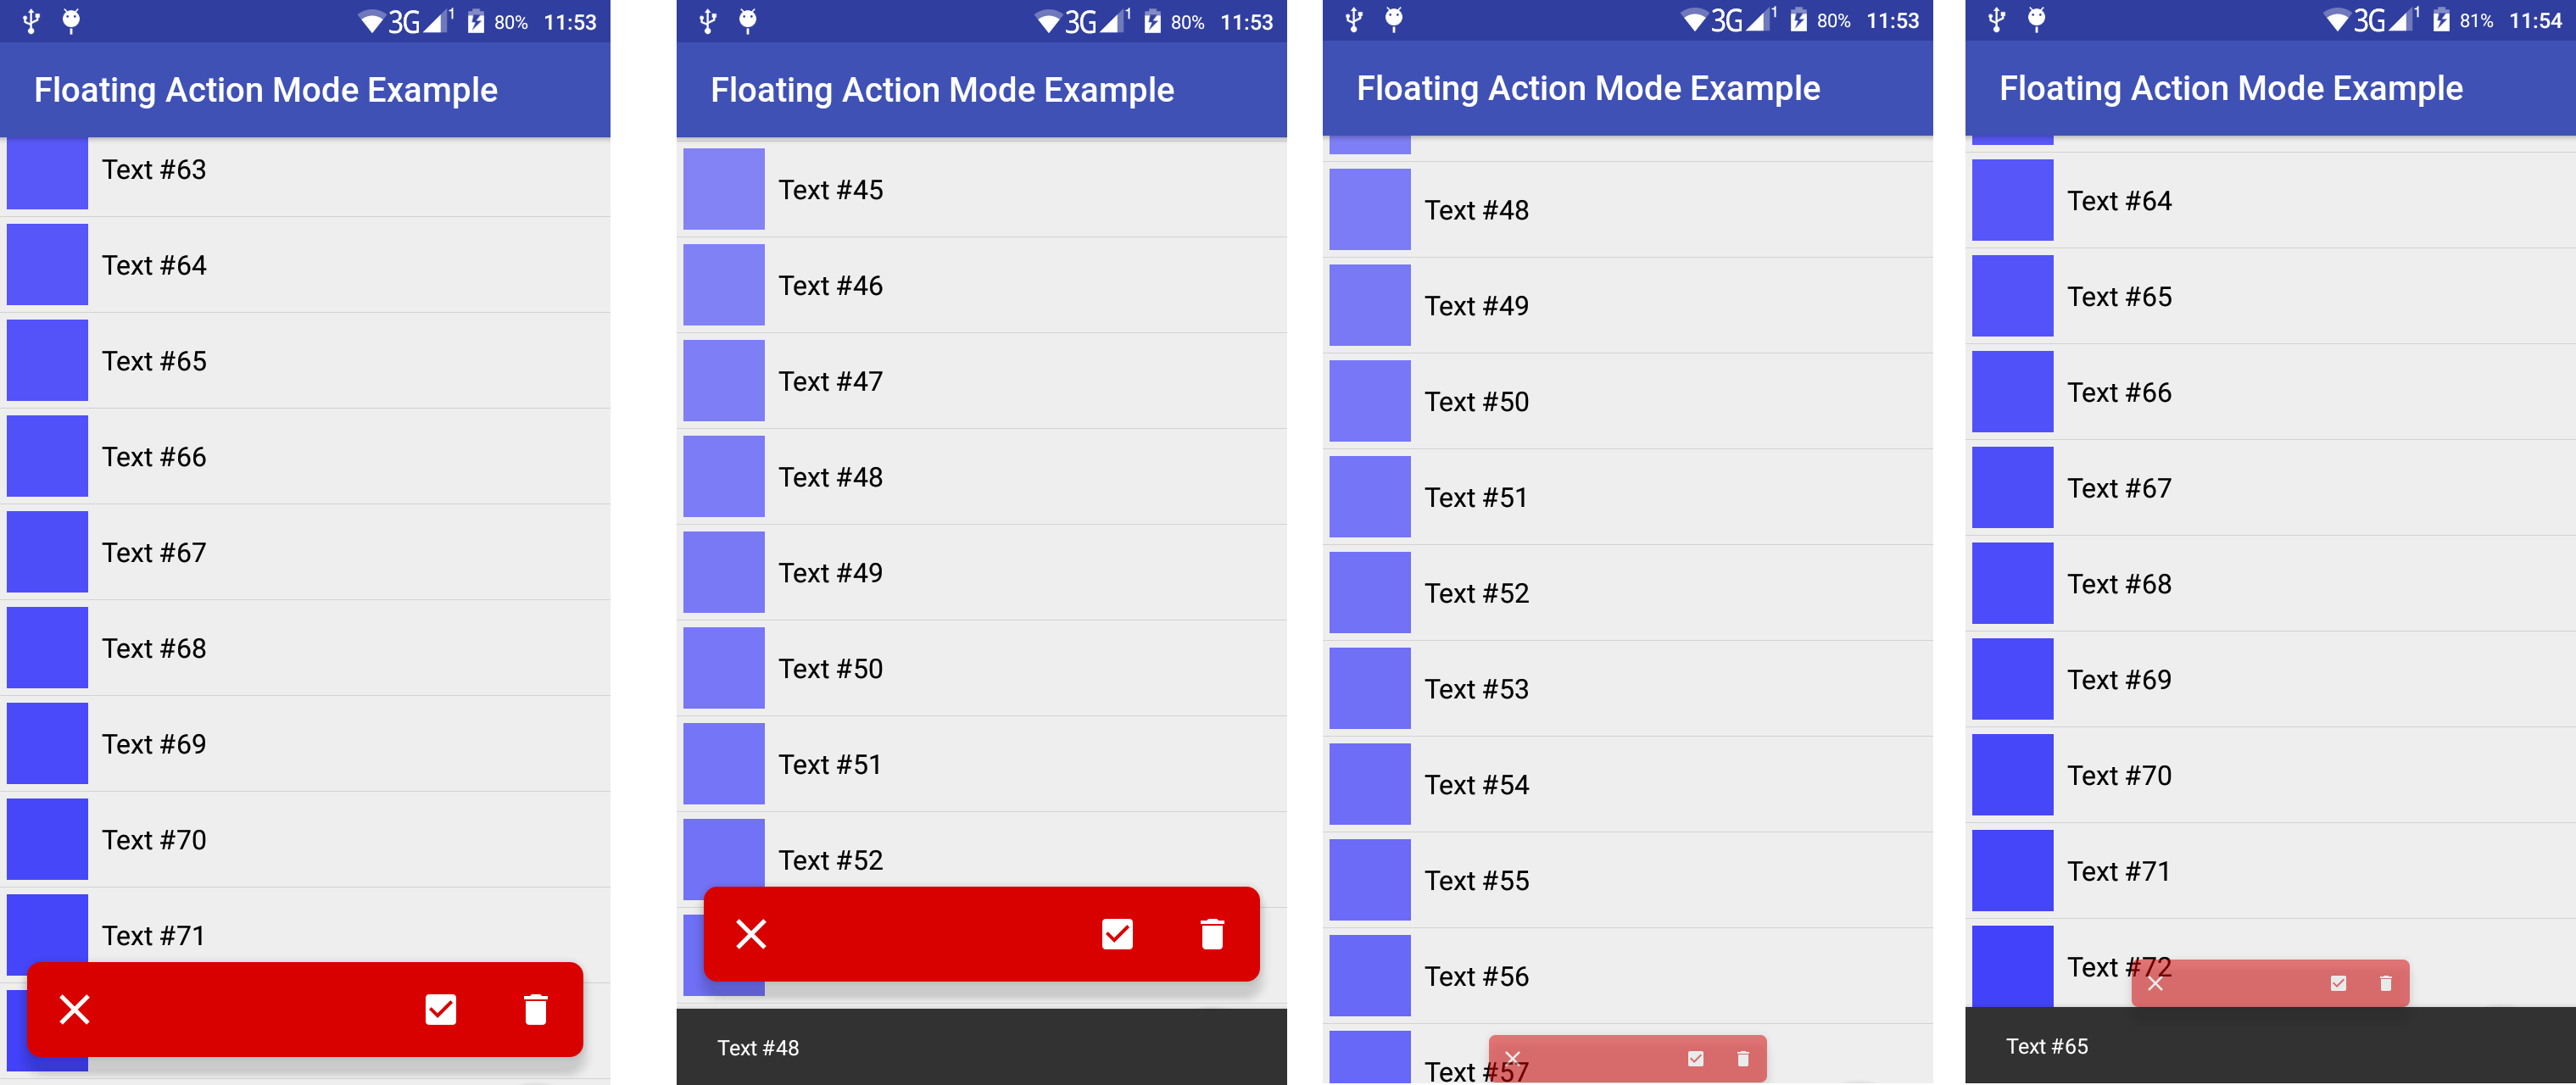 3G 1 80% 11:53
Floating Action Mode Example
Text #63
Text #64
Text #65
Text #66
Text #67
Text #68
Text #69
Text #70
Text #71
3G 1 80% 11:53
Floating Action Mode Example
Text #45
Text #46
Text #47
Text #48
Text #49
Text #50
Text #51
Text #52
Text #48
3G 1 80% 11:53
Floating Action Mode Example
Text #48
Text #49
Text #50
Text #51
Text #52
Text #53
Text #54
Text #55
Text #56
Text #57
3G 1 81% 11:54
Floating Action Mode Example
Text #64
Text #65
Text #66
Text #67
Text #68
Text #69
Text #70
Text #71
Text #72
Text #65